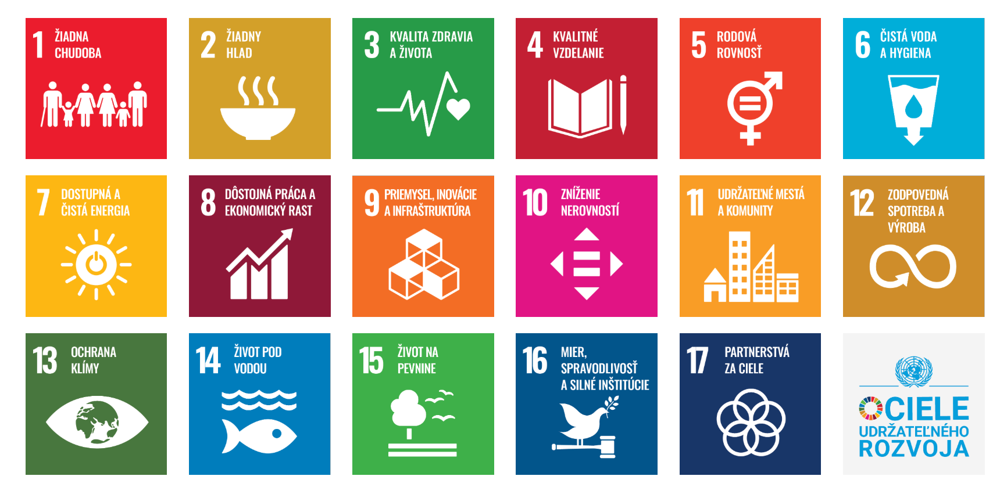 1 ŽIADNA
CHUDOBA
2 ŽIADNY
HLAD
3 KVALITA ZDRAVIA
A ŽIVOTA
4 KVALITNÉ
VZDELANIE
5 RODOVÁ
ROVNOSŤ
6 ČISTÁ VODA
A HYGIENA
7 DOSTUPNÁ A
ČISTÁ ENERGIA
8 DÔSTOJNÁ PRÁCA A
EKONOMICKÝ RAST
9 PRIEMYSEL, INOVÁCIE
A INFRAŠTRUKTÚRA
10 ZNÍŽENIE
NEROVNOSTÍ
11 UDRŽATEĽNÉ MESTÁ
A KOMUNITY
12 ZODPOVEDNÁ
SPOTREBA A
VÝROBA
13 OCHRANA
KLÍMY
14 ŽIVOT POD
VODOU
15 ŽIVOT NA
PEVNINE
16 MIER,
SPRAVODLIVOSŤ
A SILNÉ INŠTITÚCIE
17 PARTNERSTVÁ
ZA CIELE
CIELE
UDRŽATEĽNÉHO
ROZVOJA